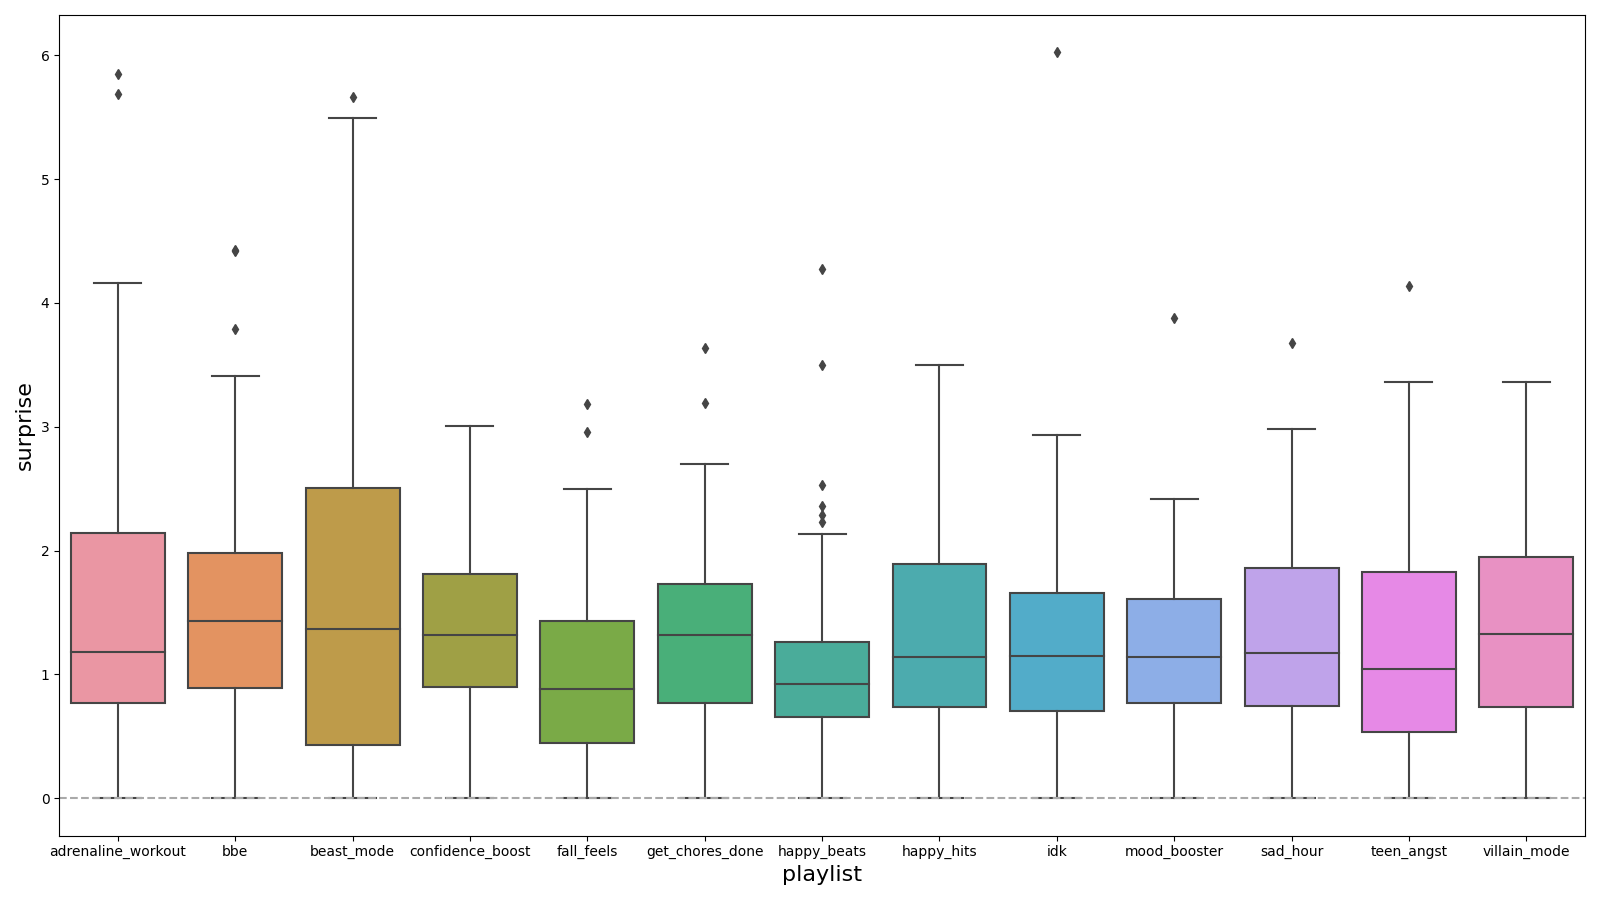 6
5
4
3
2
1
0
surprise
adrenaline_workout bbe beast_mode confidence_boost fall_feels get_chores_done happy_beats happy_hits idk mood_booster sad_hour teen_angst villain_mode
playlist